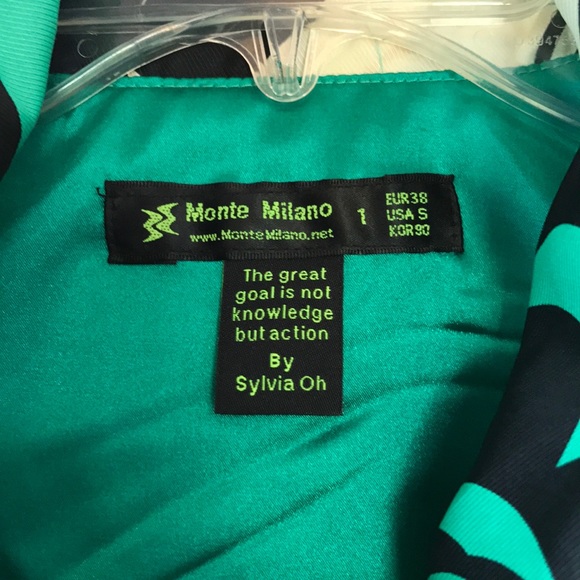 Monte Milano
www.MonteMilano.net
1
EUR38
USA S
KOR90
The great
goal is not
knowledge
but action
By
Sylvia Oh